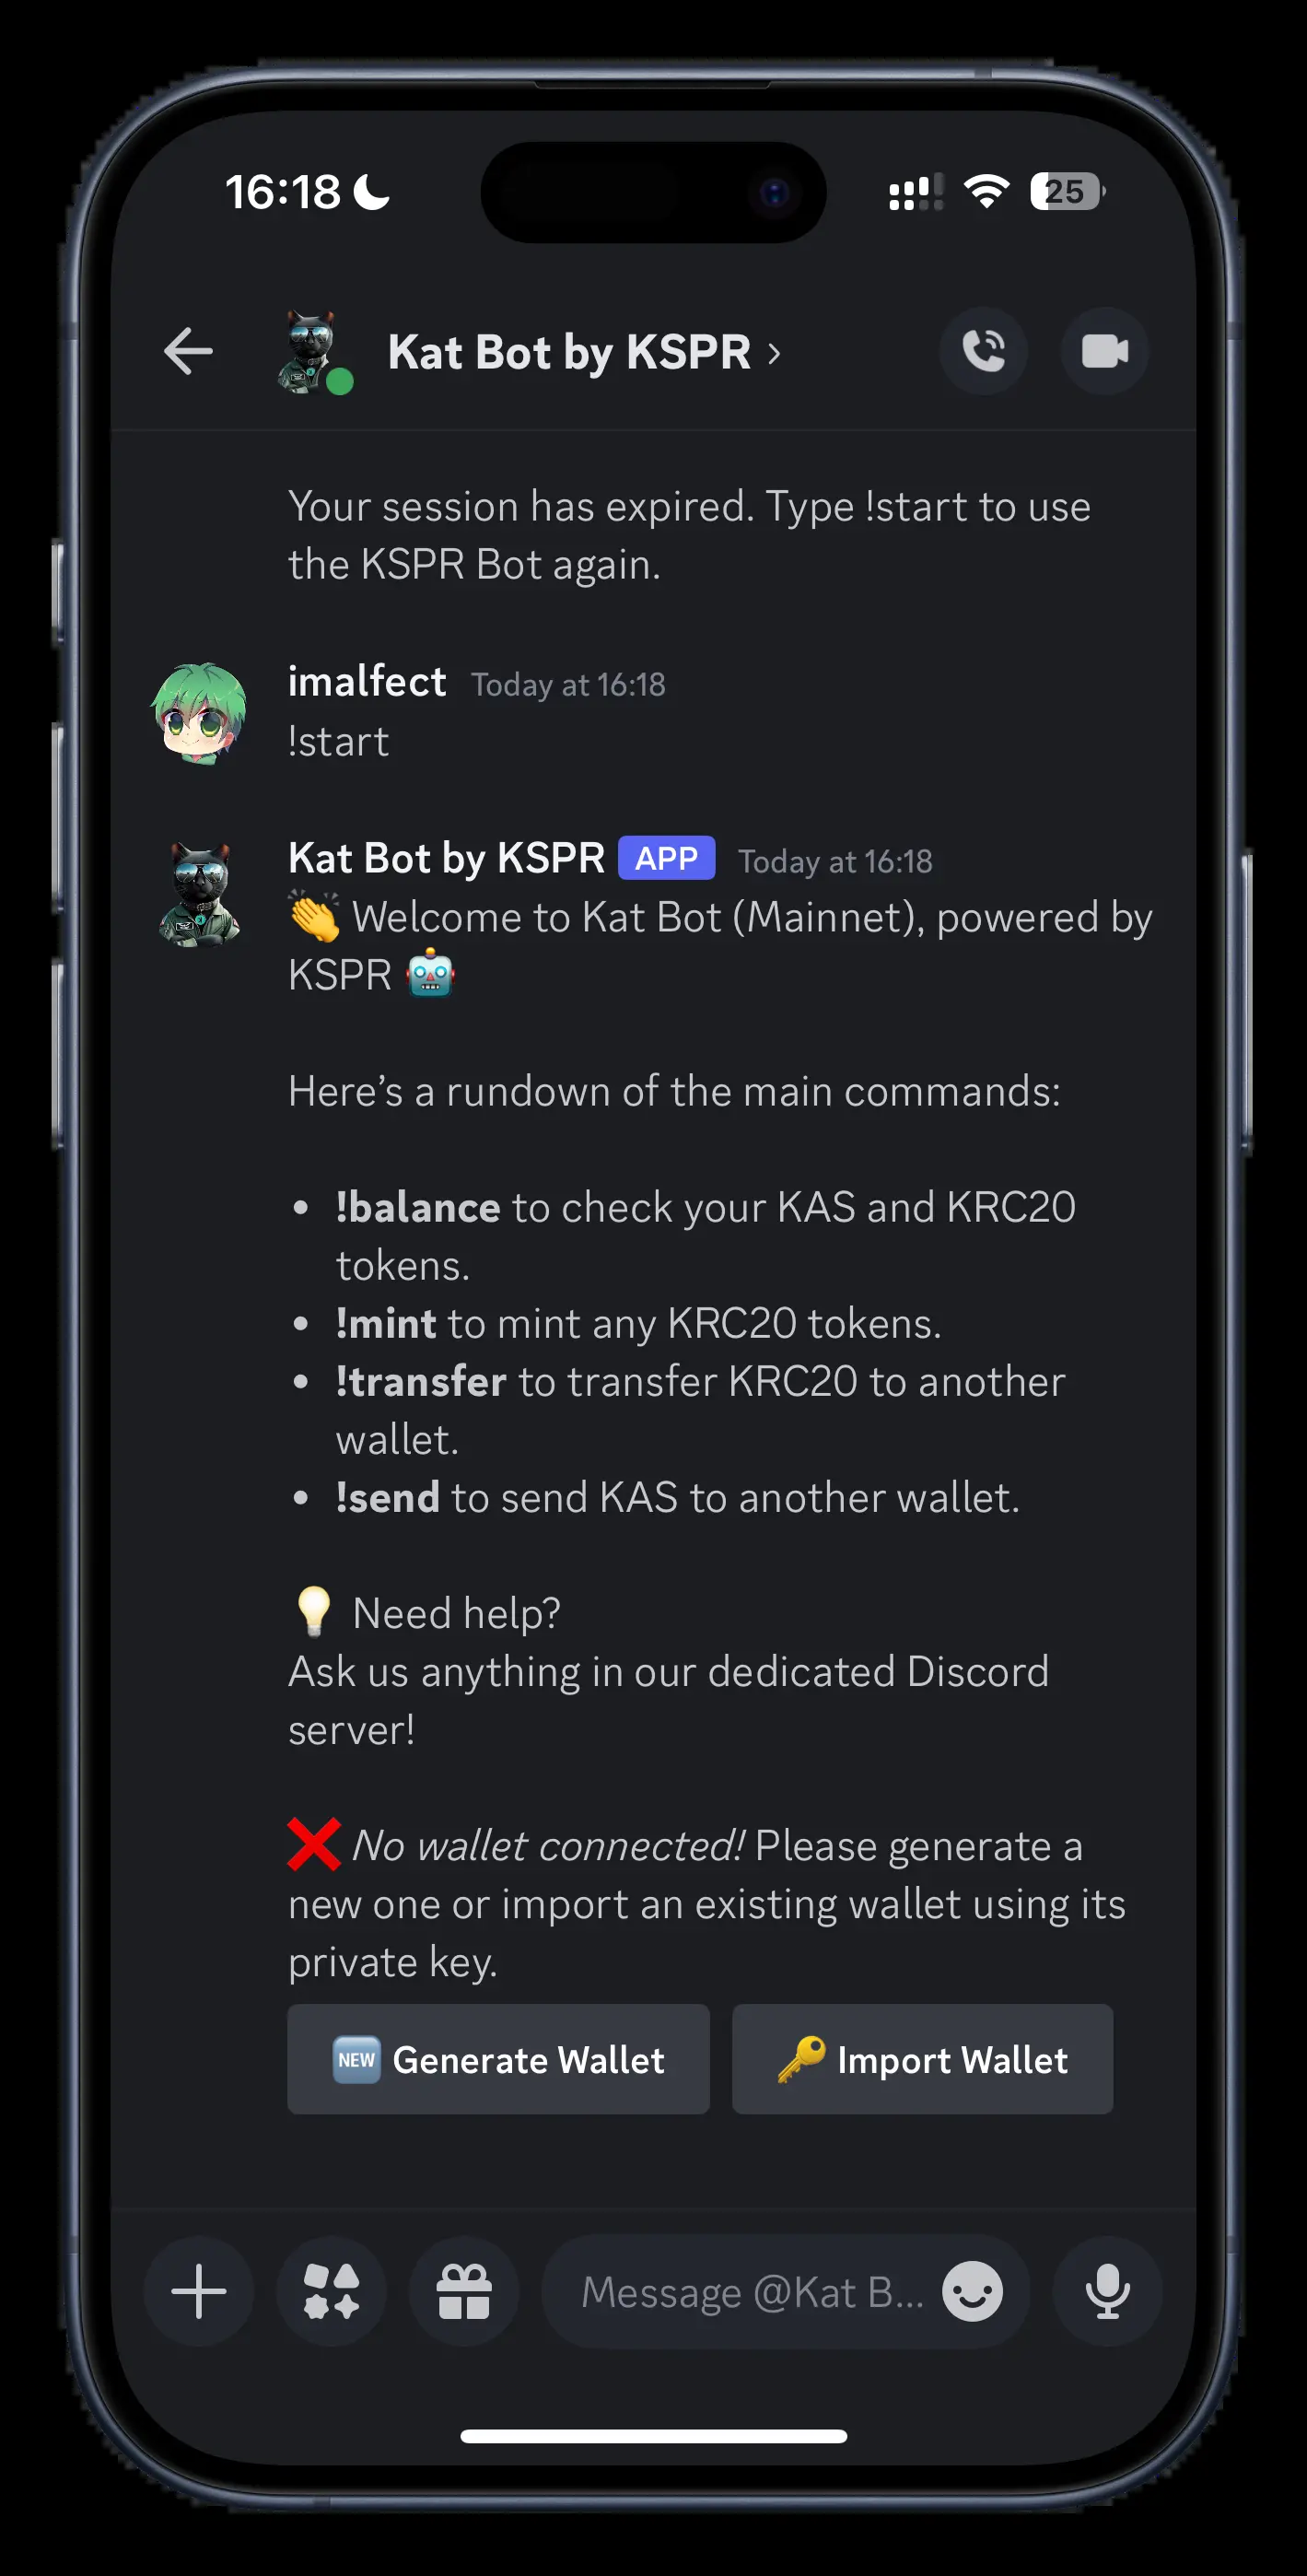 16:18
25
Kat Bot by KSPR
Your session has expired. Type !start to use
the KSPR Bot again.
imalfect Today at 16:18
!start
Kat Bot by KSPR APP Today at 16:18
👏 Welcome to Kat Bot (Mainnet), powered by
KSPR 🤖
Here’s a rundown of the main commands:
• !balance to check your KAS and KRC20
tokens.
• !mint to mint any KRC20 tokens.
• !transfer to transfer KRC20 to another
wallet.
• !send to send KAS to another wallet.
💡 Need help?
Ask us anything in our dedicated Discord
server!
❌ No wallet connected! Please generate a
new one or import an existing wallet using its
private key.
🆕 Generate Wallet
🔑 Import Wallet
Message @Kat B...